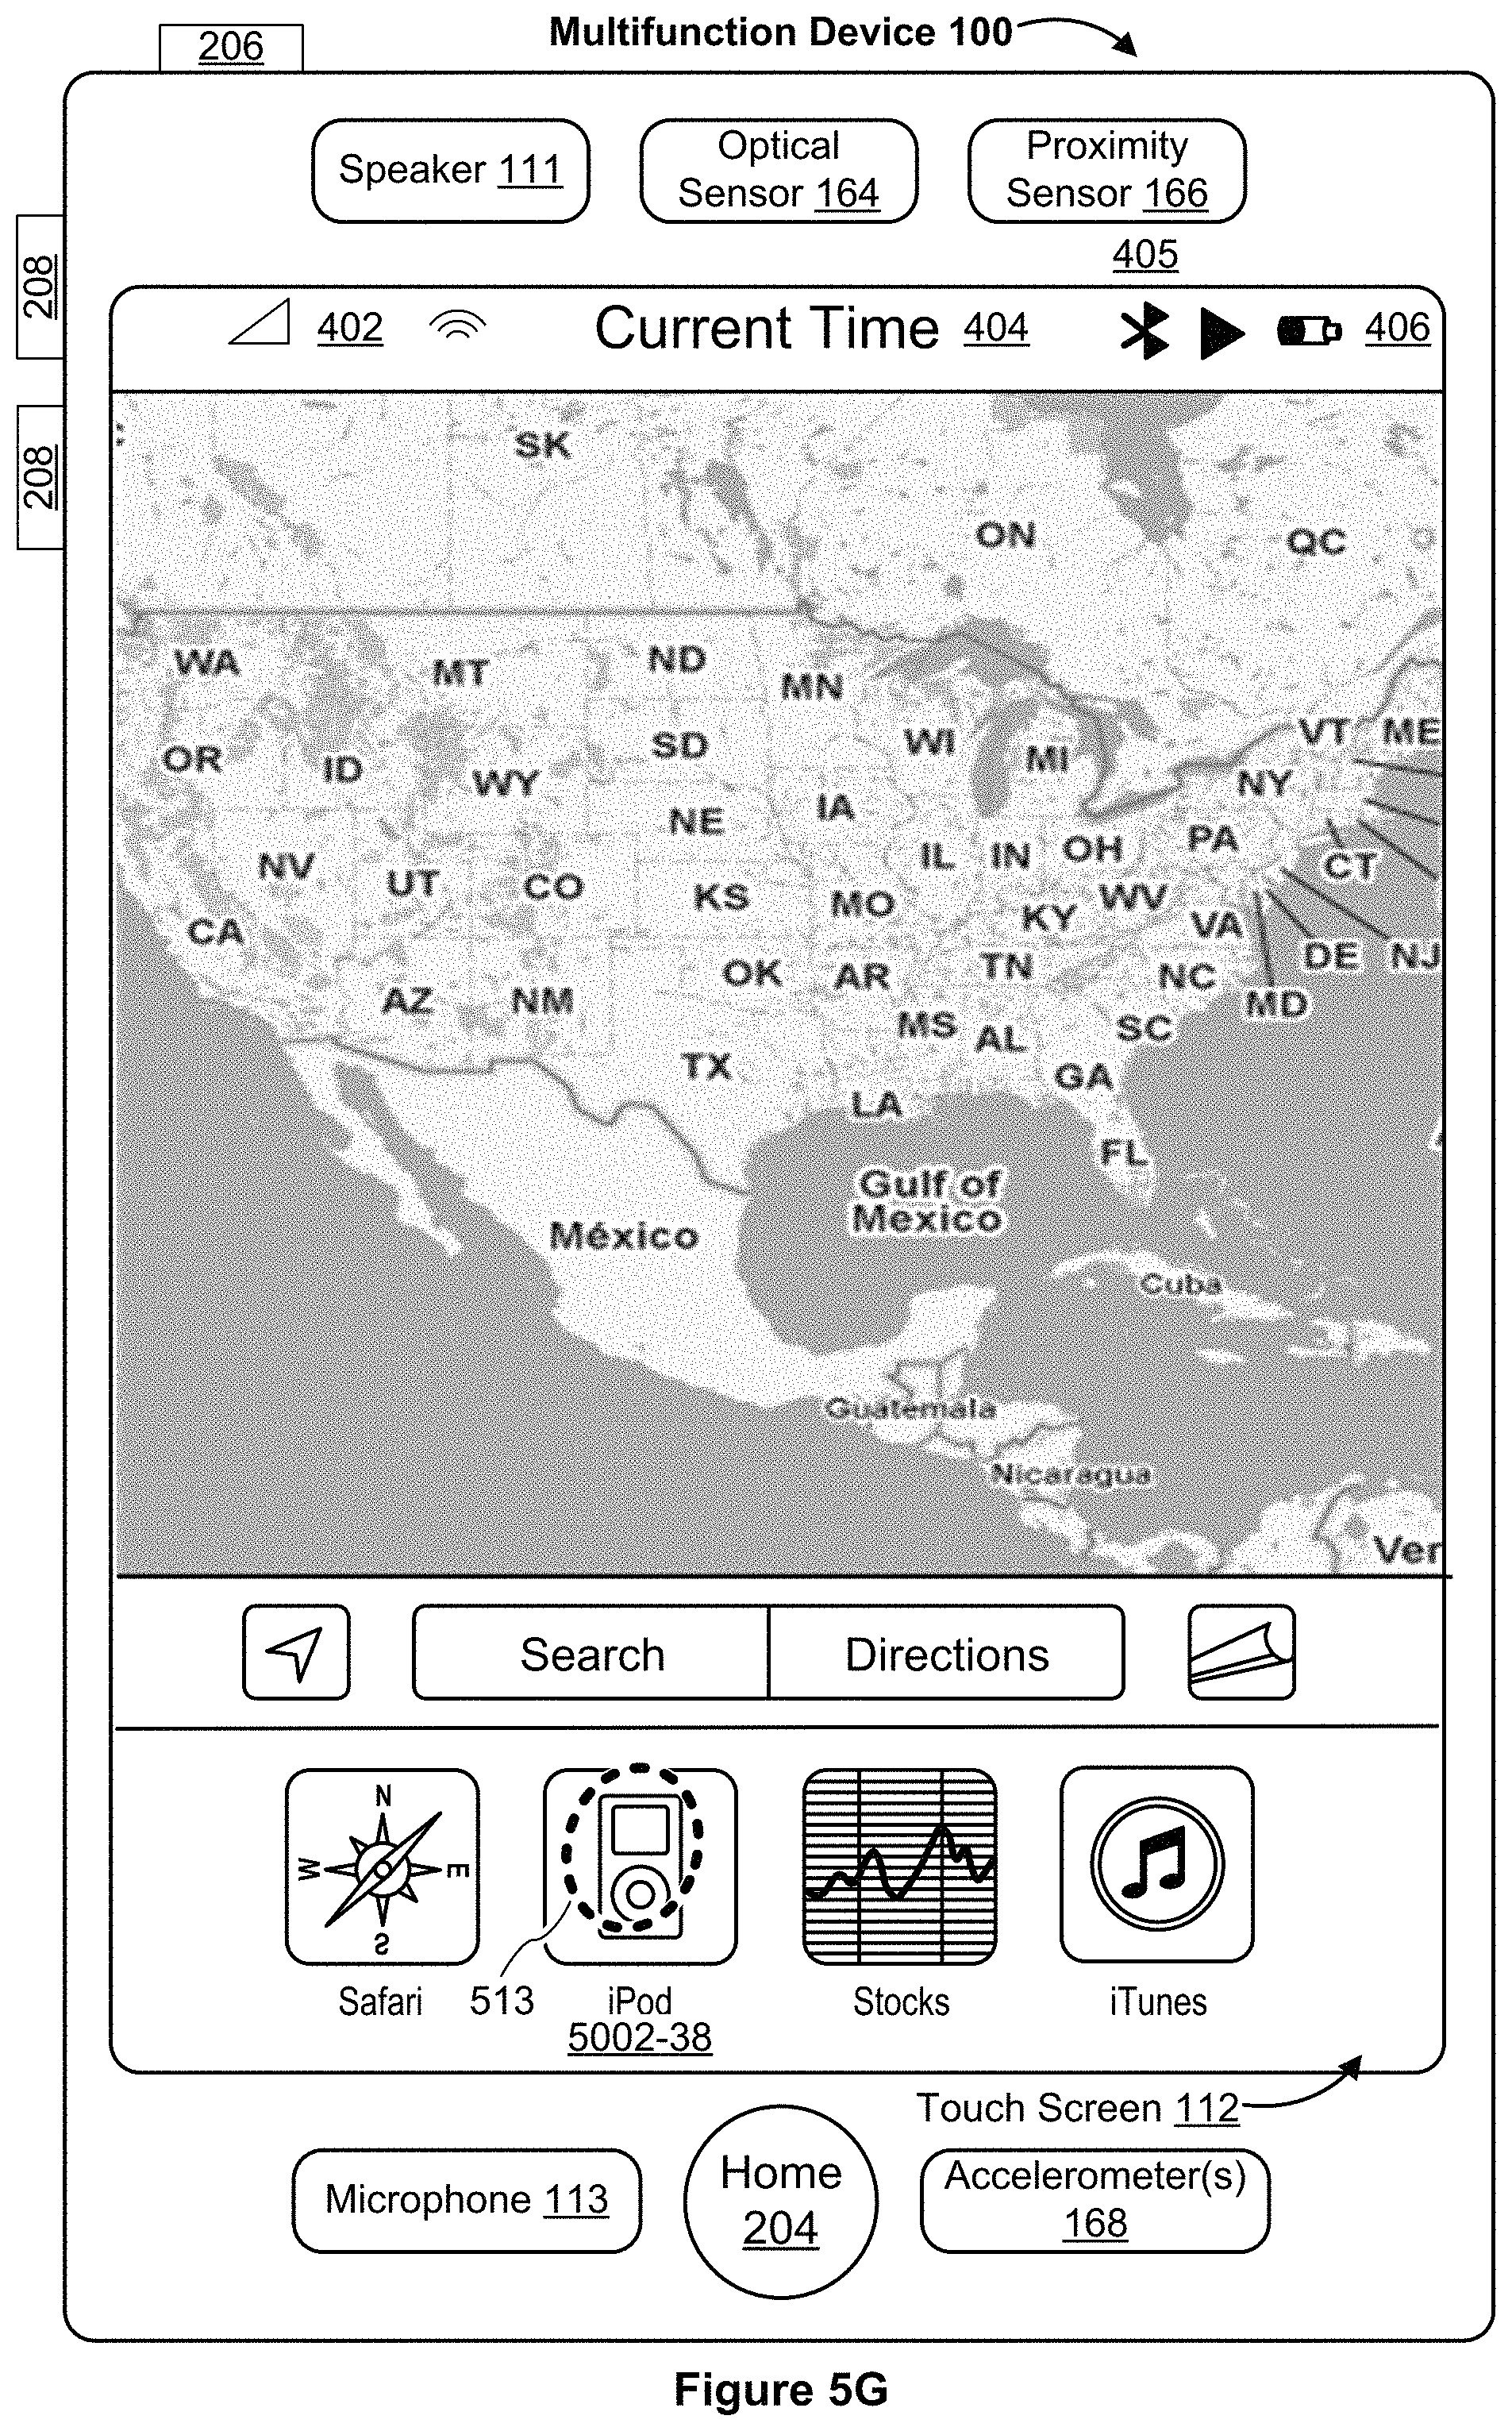 Multifunction Device 100
206
Speaker 111
Optical
Sensor 164
Proximity
Sensor 166
405
208
208
402
Current Time 404
406
SK
ON
QC
WA
MT
ND
MN
VT
ME
OR
ID
WY
SD
WI
MI
NY
NE
IA
NV
UT
CO
KS
MO
IL
IN
OH
PA
CT
CA
KY
WV
VA
DE
NJ
AZ
NM
OK
AR
TN
NC
MD
TX
MS
AL
SC
GA
LA
FL
Gulf of
Mexico
México
Cuba
Guatemala
Nicaragua
Ver
Search
Directions
N
W
E
S
Safari
513
iPod
5002-38
Stocks
iTunes
Touch Screen 112
Microphone 113
Home
204
Accelerometer(s)
168
Figure 5G